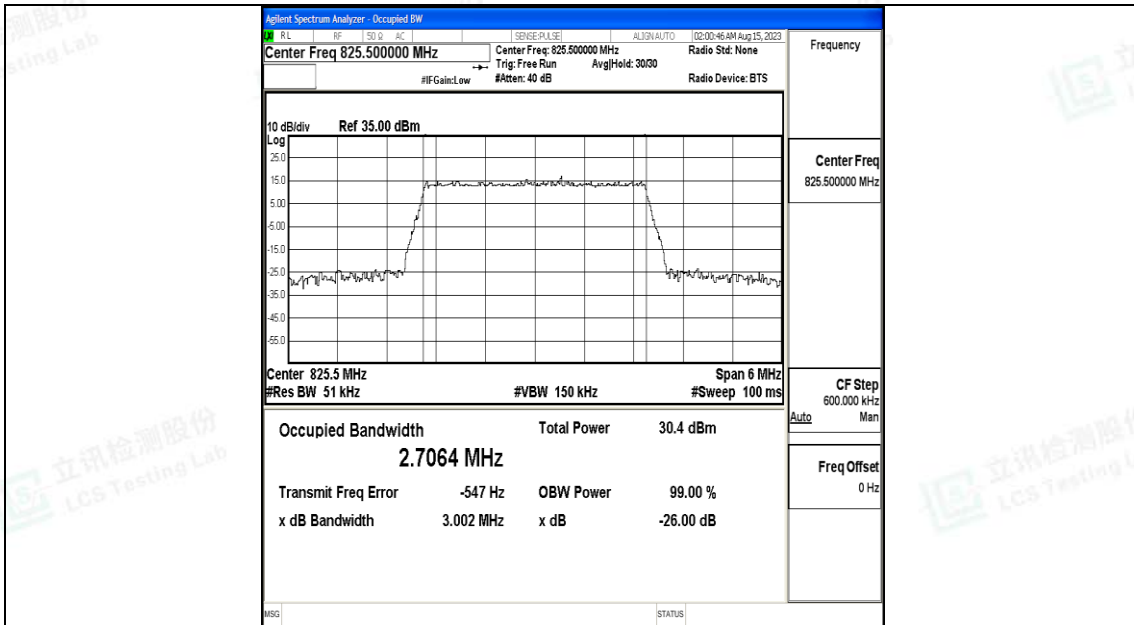 Agilent Spectrum Analyzer - Occupied BW
RL RF 50 Ω AC SENSE:PULSE ALIGN AUTO 02:00:46 AM Aug 15, 2023
Center Freq 825.500000 MHz
Center Freq: 825.500000 MHz Radio Std: None
Trig: Free Run Avg|Hold: 30/30
#IFGain:Low #Atten: 40 dB Radio Device: BTS
10 dB/div Ref 35.00 dBm
Log
25.0
15.0
5.00
-5.00
-15.0
-25.0
-35.0
-45.0
-55.0
Center 825.5 MHz Span 6 MHz
#Res BW 51 kHz #VBW 150 kHz #Sweep 100 ms
Occupied Bandwidth Total Power 30.4 dBm
2.7064 MHz
Transmit Freq Error -547 Hz OBW Power 99.00 %
x dB Bandwidth 3.002 MHz x dB -26.00 dB
MSG STATUS
Frequency
Center Freq
825.500000 MHz
CF Step
600.000 kHz
Auto Man
Freq Offset
0 Hz
立讯检测股份
LCS Testing Lab
立讯检测股份
LCS Testing